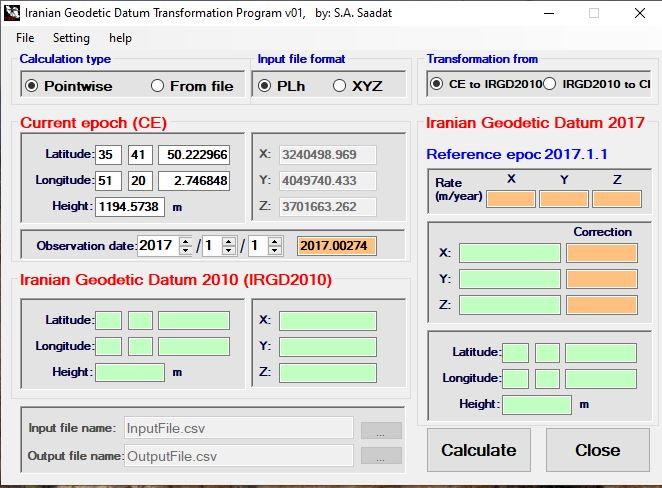 Iranian Geodetic Datum Transformation Program v01,   by: S.A. Saadat
File Setting help
Calculation type
Pointwise From file
Input file format
PLh XYZ
Transformation from
CE to IRGD2010 IRGD2010 to CE
Current epoch (CE)
Latitude: 35 41 50.222966
Longitude: 51 20 2.746848
Height: 1194.5738 m
X: 3240498.969
Y: 4049740.433
Z: 3701663.262
Observation date: 2017 / 1 / 1 2017.00274
Iranian Geodetic Datum 2010 (IRGD2010)
Latitude:
Longitude:
Height: m
X:
Y:
Z:
Input file name: InputFile.csv ...
Output file name: OutputFile.csv ...
Iranian Geodetic Datum 2017
Reference epoc 2017.1.1
X Y Z
Rate
(m/year)
Correction
X:
Y:
Z:
Latitude:
Longitude:
Height: m
Calculate Close